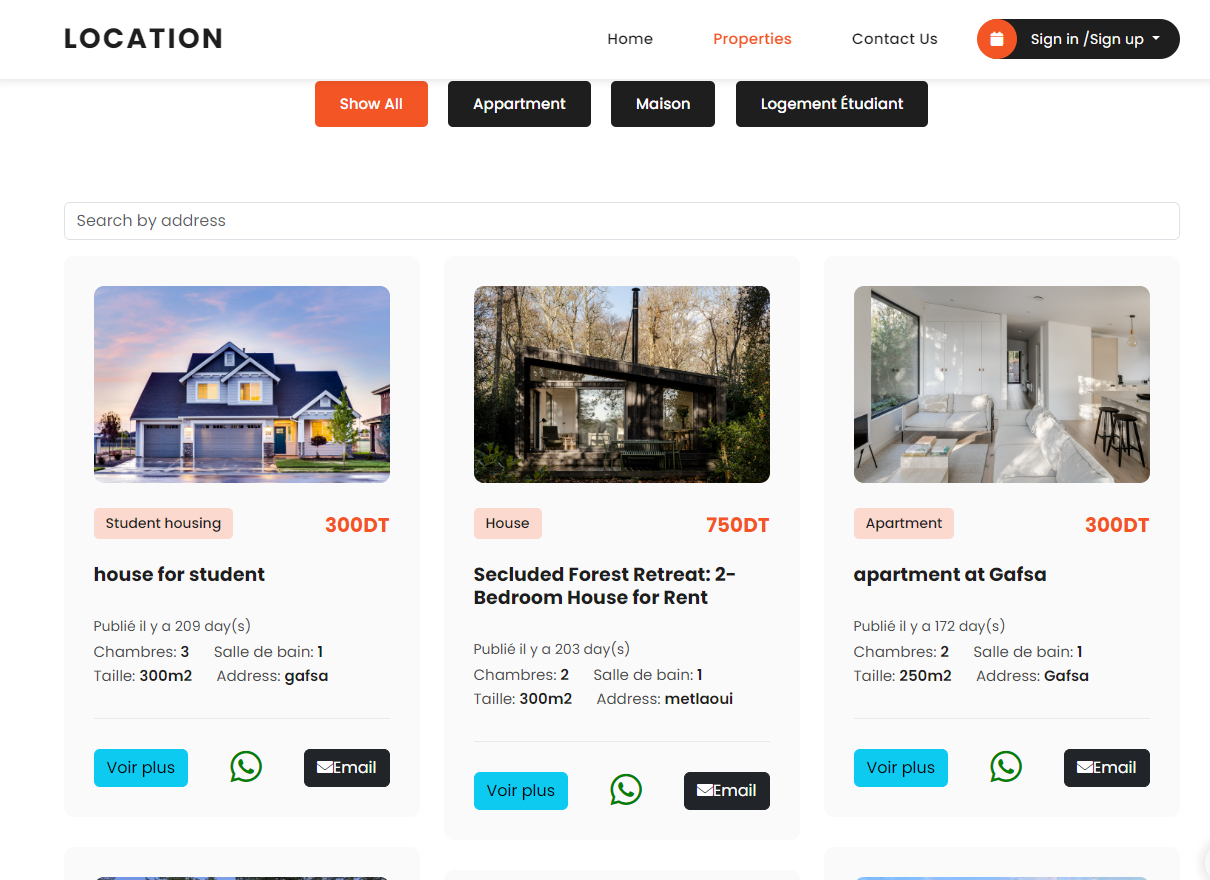 LOCATION
Home
Properties
Contact Us
Sign in /Sign up
Show All
Appartment
Maison
Logement Étudiant
Search by address
Student housing
300DT
house for student
Publié il y a 209 day(s)
Chambres: 3
Salle de bain: 1
Taille: 300m2
Address: gafsa
Voir plus
Email
House
750DT
Secluded Forest Retreat: 2-
Bedroom House for Rent
Publié il y a 203 day(s)
Chambres: 2
Salle de bain: 1
Taille: 300m2
Address: metlaoui
Voir plus
Email
Apartment
300DT
apartment at Gafsa
Publié il y a 172 day(s)
Chambres: 2
Salle de bain: 1
Taille: 250m2
Address: Gafsa
Voir plus
Email